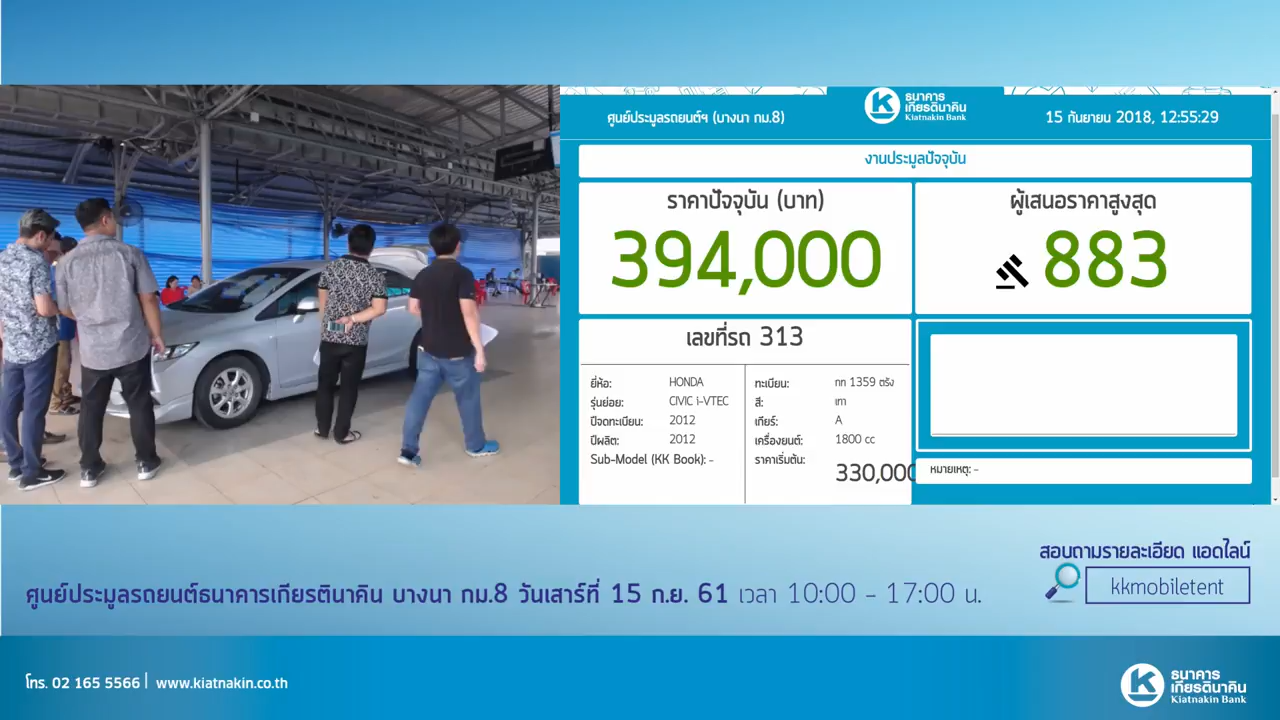 ศูนย์ประมูลรถยนต์ฯ (บางนา กม.8)
ธนาคาร
เกียรตินาคิน
Kiatnakin Bank
15 กันยายน 2018, 12:55:29
งานประมูลปัจจุบัน
ราคาปัจจุบัน (บาท)
394,000
ผู้เสนอราคาสูงสุด
883
เลขที่รถ 313
ยี่ห้อ: HONDA
รุ่นย่อย: CIVIC i-VTEC
ปีจดทะเบียน: 2012
ปีผลิต: 2012
Sub-Model (KK Book): -
ทะเบียน: กก 1359 ตรัง
สี: เทา
เกียร์: A
เครื่องยนต์: 1800 cc
ราคาเริ่มต้น: 330,000
หมายเหตุ: -
สอบถามรายละเอียด แอดไลน์
kkmobiletent
ศูนย์ประมูลรถยนต์ธนาคารเกียรตินาคิน บางนา กม.8 วันเสาร์ที่ 15 ก.ย. 61 เวลา 10:00 - 17:00 น.
โทร. 02 165 5566 | www.kiatnakin.co.th
ธนาคาร
เกียรตินาคิน
Kiatnakin Bank